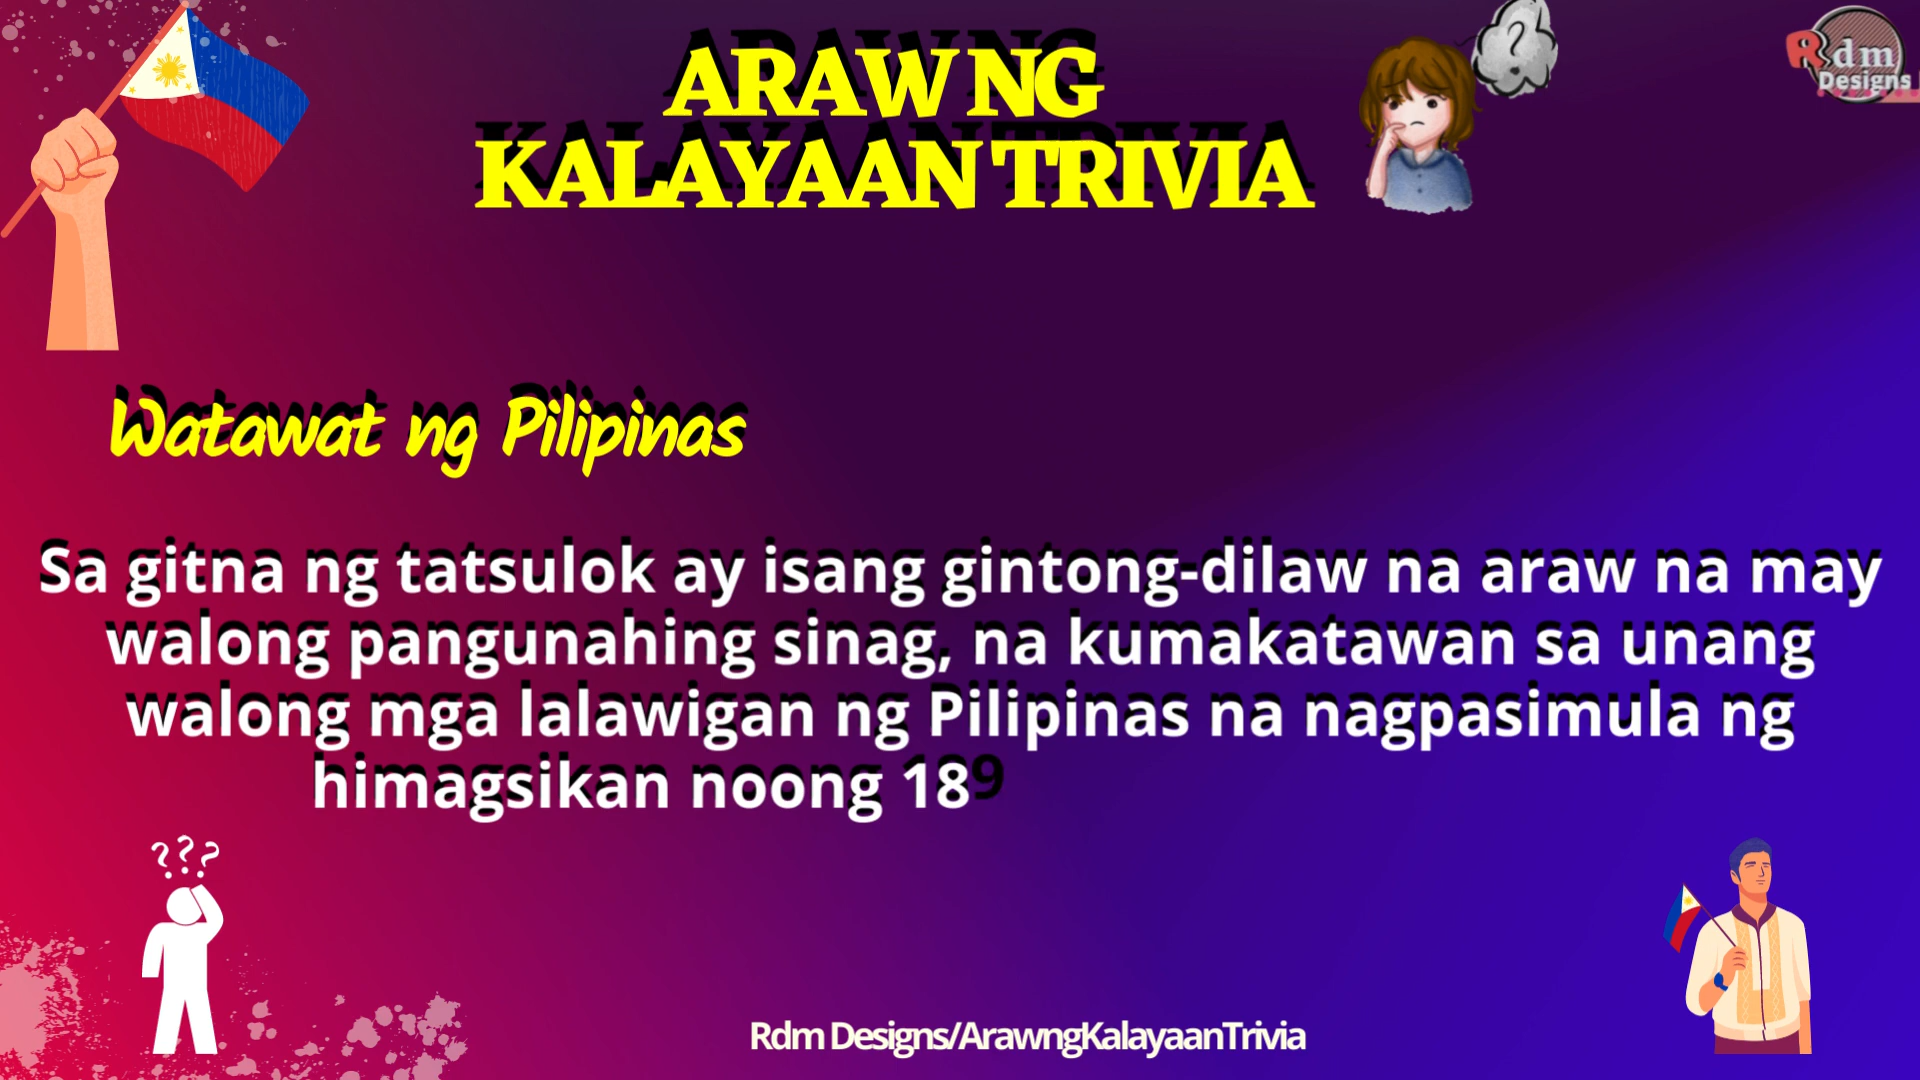 ARAW NG
KALAYAAN TRIVIA
?
Rdm
Designs
Watawat ng Pilipinas
Sa gitna ng tatsulok ay isang gintong-dilaw na araw na may
walong pangunahing sinag, na kumakatawan sa unang
walong mga lalawigan ng Pilipinas na nagpasimula ng
himagsikan noong 189
???
Rdm Designs/ArawngKalayaanTrivia